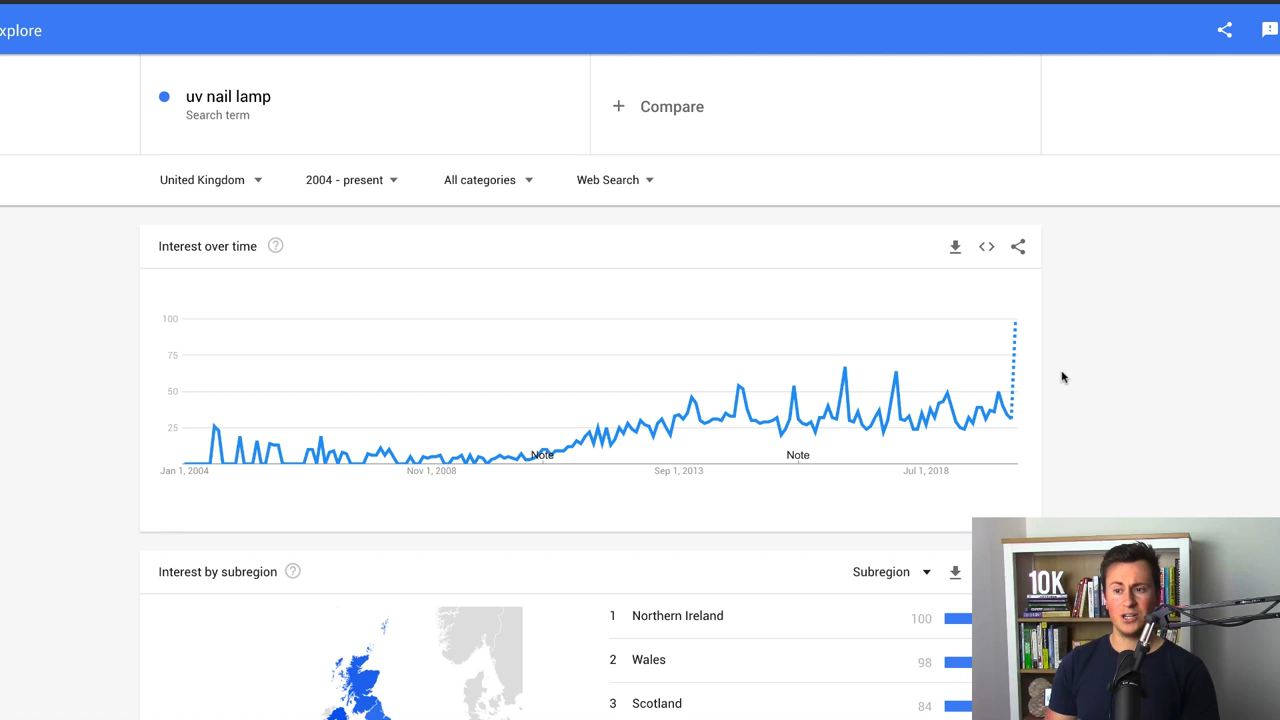 xplore
uv nail lamp
Search term
+ Compare
United Kingdom
2004 - present
All categories
Web Search
Interest over time
100
75
50
25
Note
Note
Jan 1, 2004
Nov 1, 2008
Sep 1, 2013
Jul 1, 2018
Interest by subregion
Subregion
1 Northern Ireland 100
2 Wales 98
3 Scotland 84
10K